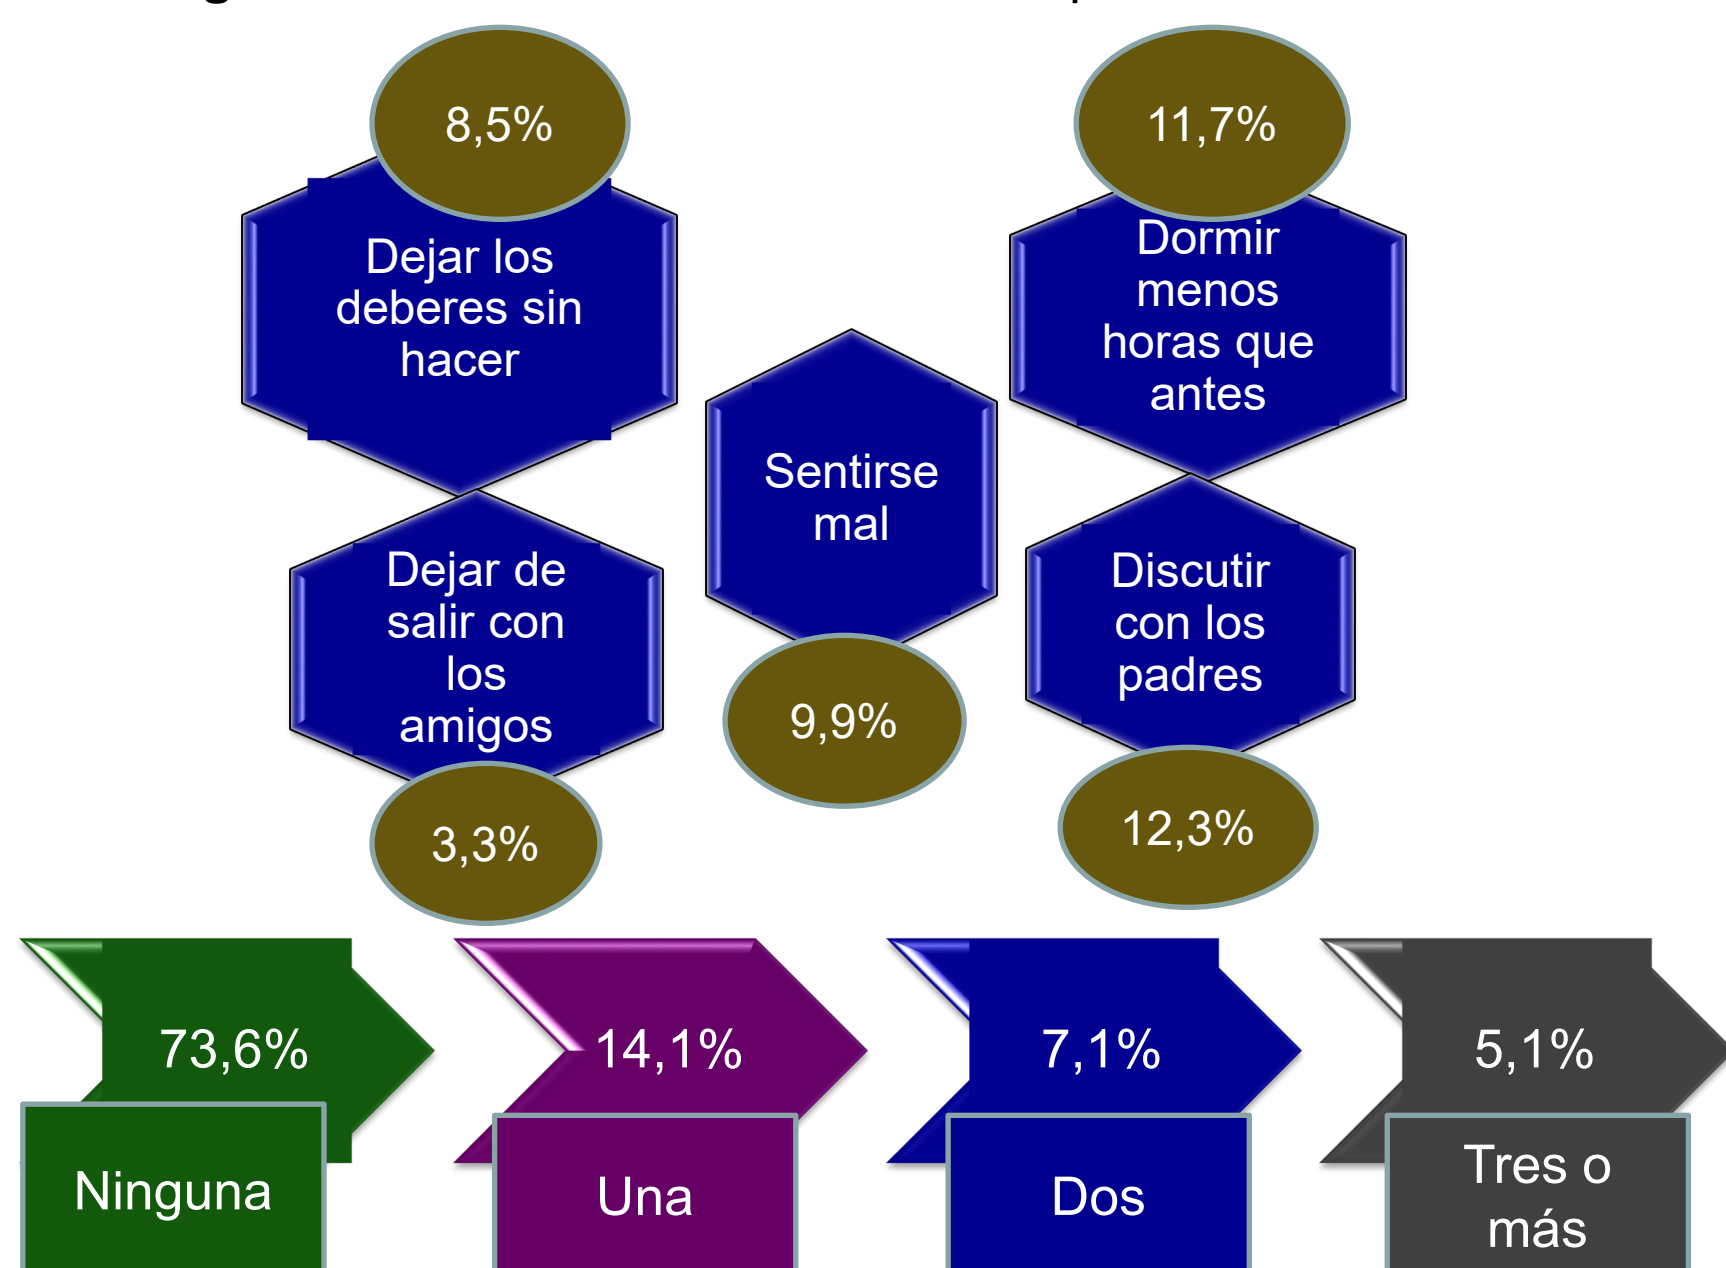 8,5%
11,7%
Dejar los
deberes sin
hacer
Dormir
menos
horas que
antes
Sentirse
mal
Dejar de
salir con
los
amigos
Discutir
con los
padres
9,9%
3,3%
12,3%
73,6%
14,1%
7,1%
5,1%
Ninguna
Una
Dos
Tres o
más